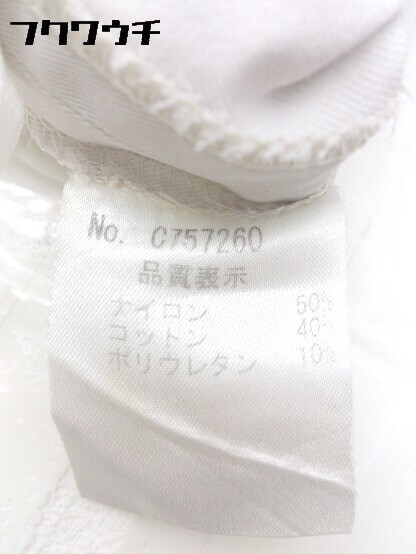 フクワウチ
No. C757260
品質表示
ナイロン 50%
コットン 40%
ポリウレタン 10%